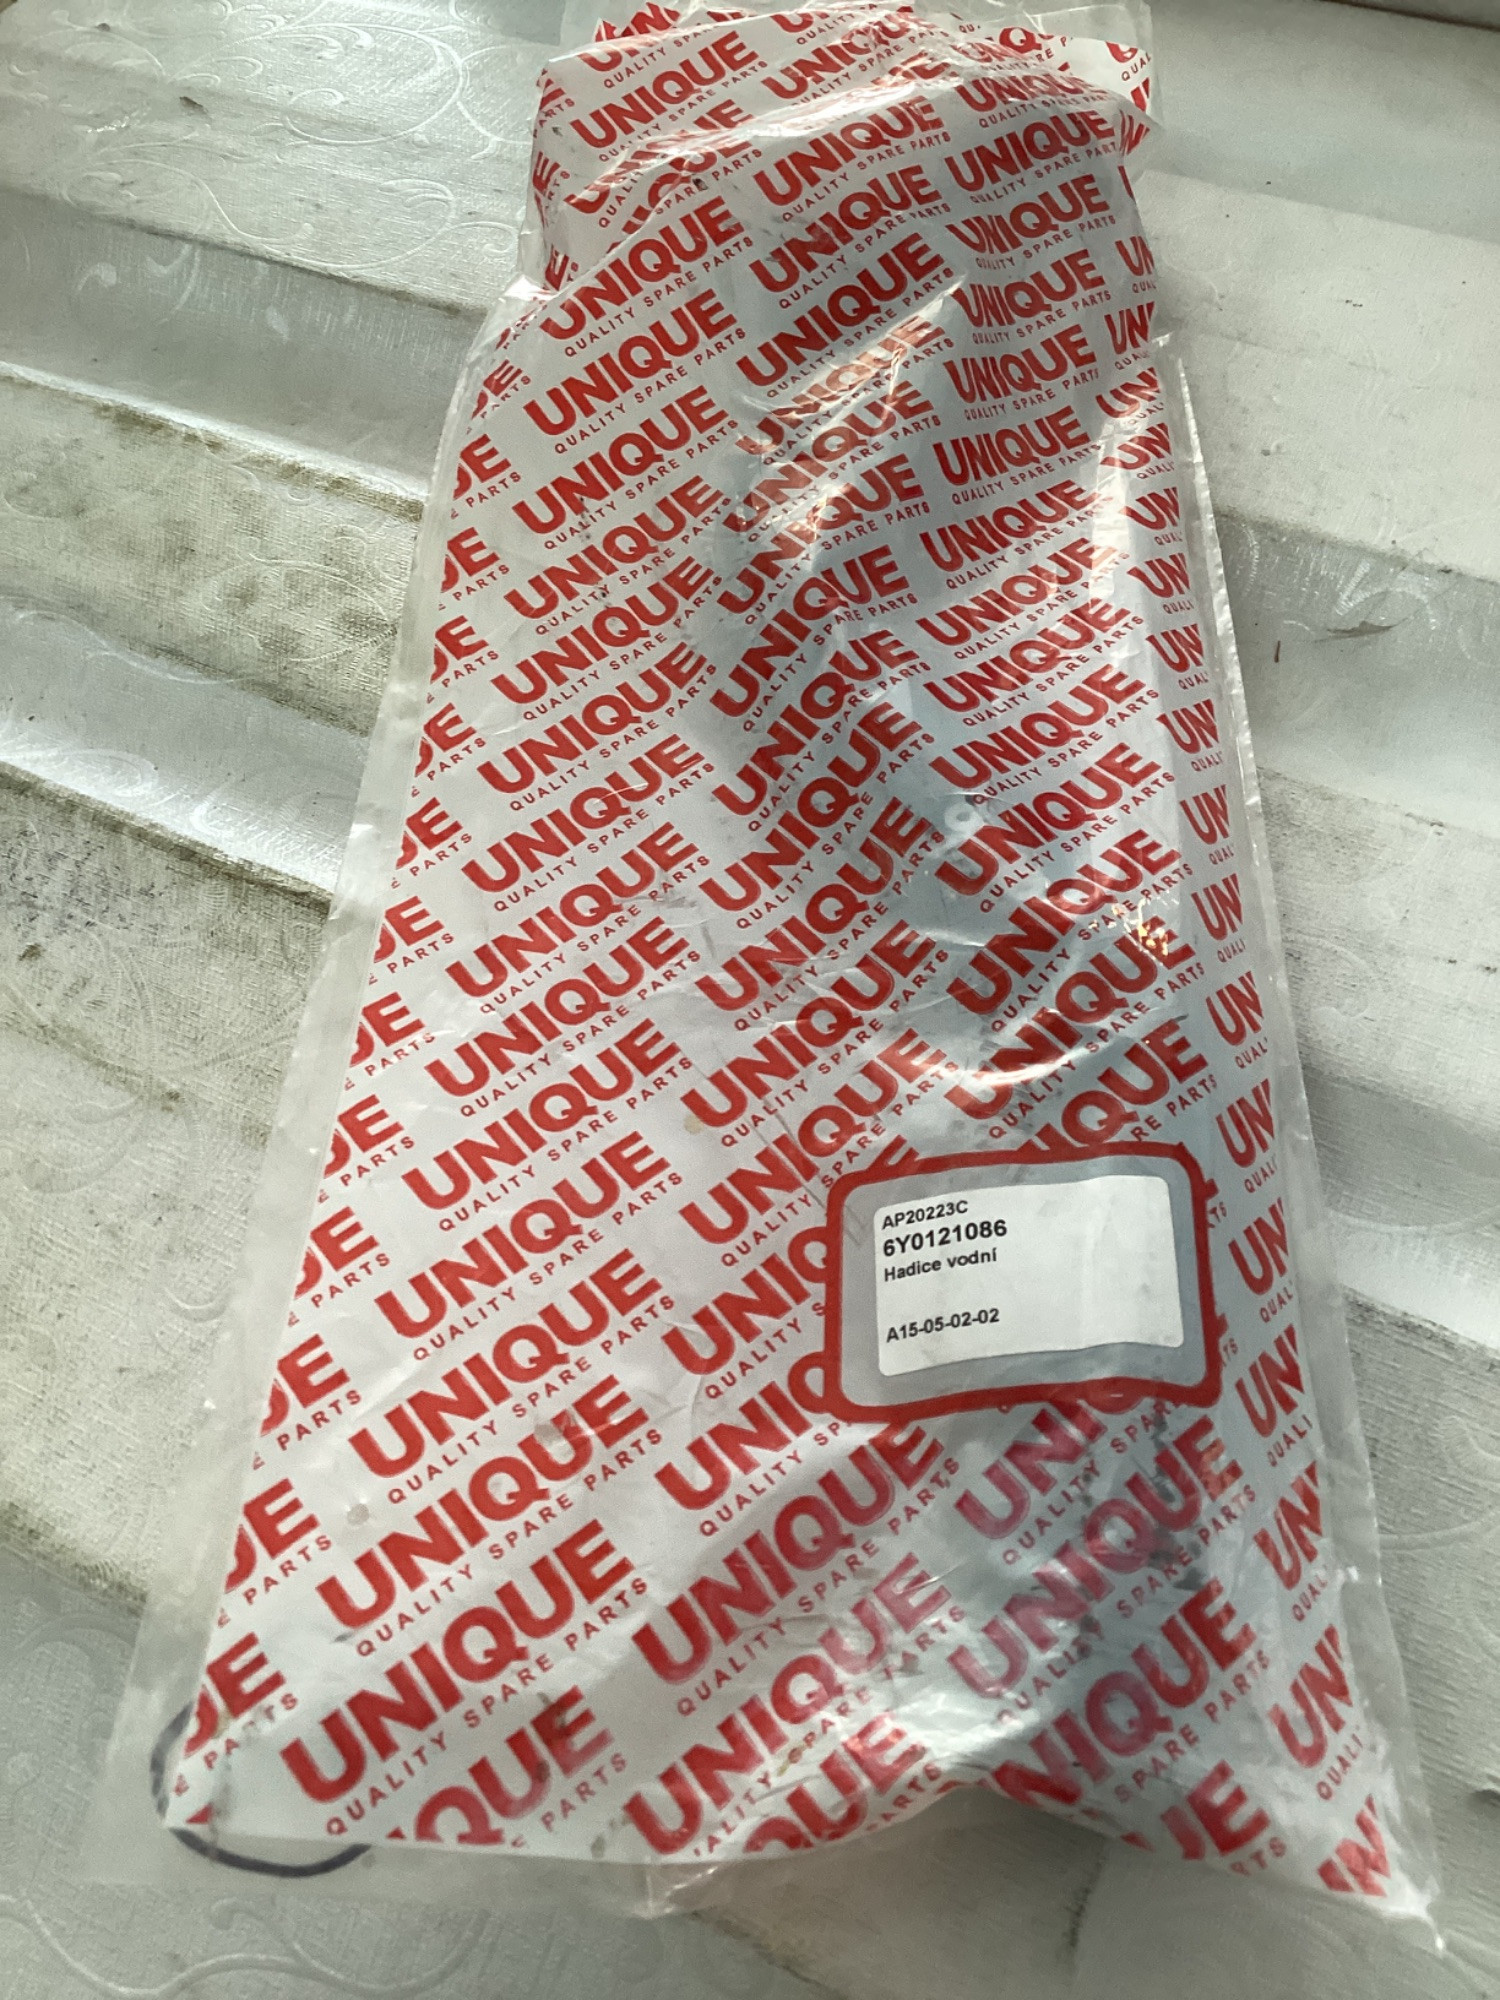 UNIQUE
QUALITY SPARE PARTS
AP20223C
6Y0121086
Hadice vodní
A15-05-02-02